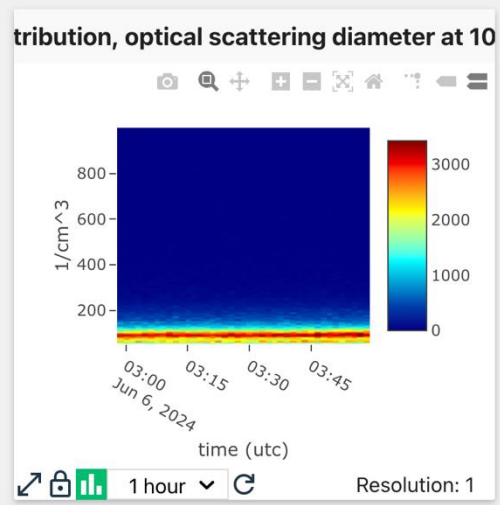 tribution, optical scattering diameter at 10
1/cm^3
800
600
400
200
3000
2000
1000
0
03:00
Jun 6, 2024
03:15
03:30
03:45
time (utc)
1 hour
Resolution: 1